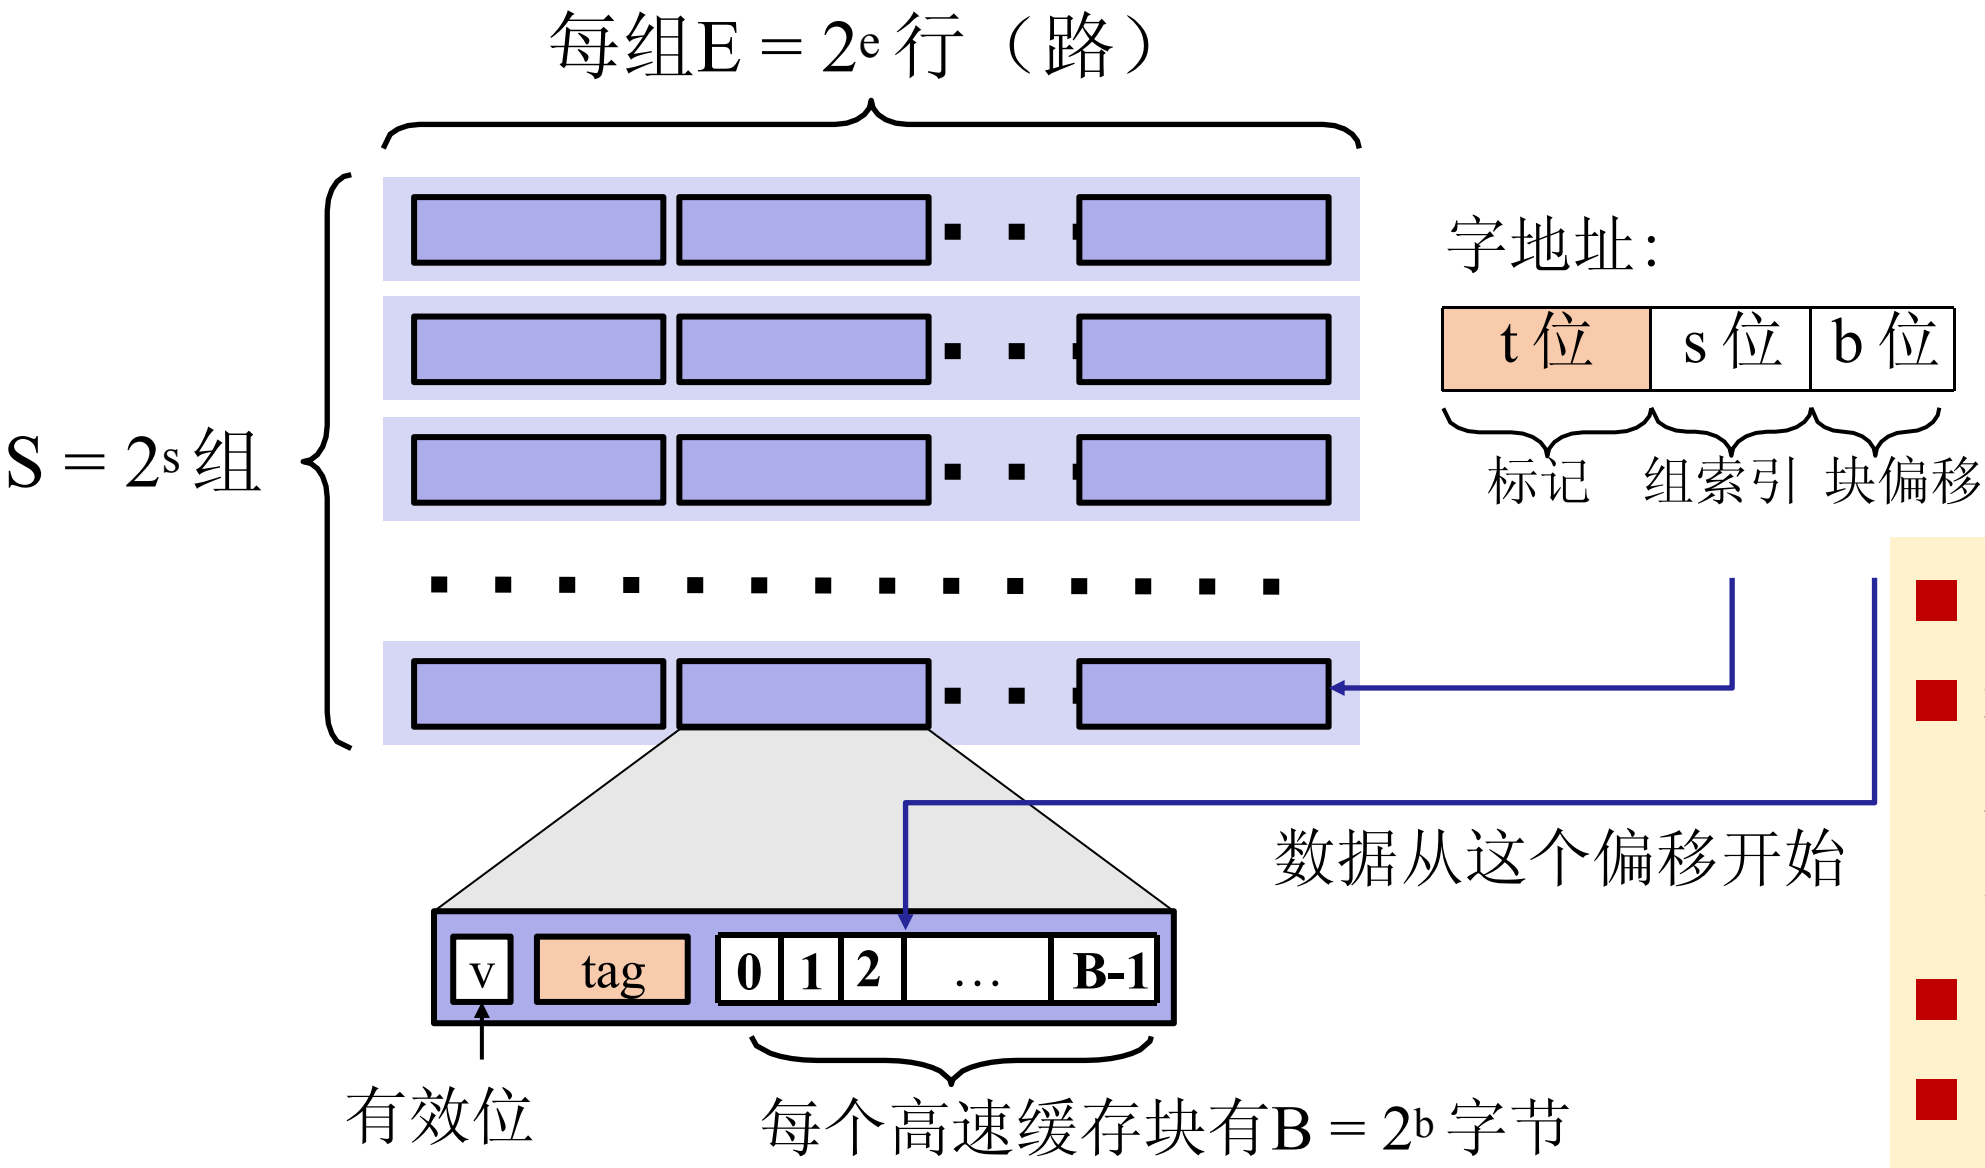 每组E = 2e 行（路）
字地址：
t 位 s 位 b 位
标记 组索引 块偏移
S = 2s 组
数据从这个偏移开始
v tag 0 1 2 … B-1
有效位
每个高速缓存块有B = 2b 字节